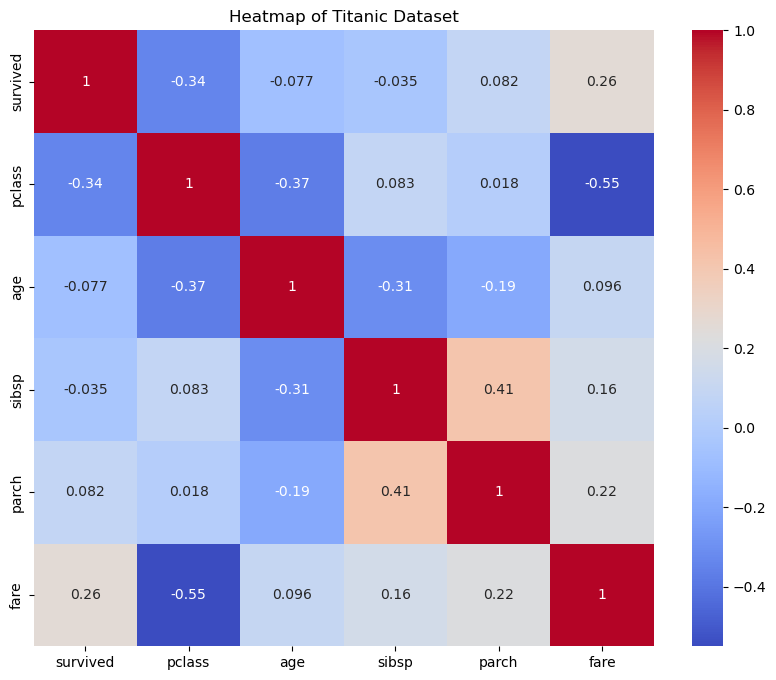 Heatmap of Titanic Dataset
survived 1 -0.34 -0.077 -0.035 0.082 0.26
pclass -0.34 1 -0.37 0.083 0.018 -0.55
age -0.077 -0.37 1 -0.31 -0.19 0.096
sibsp -0.035 0.083 -0.31 1 0.41 0.16
parch 0.082 0.018 -0.19 0.41 1 0.22
fare 0.26 -0.55 0.096 0.16 0.22 1
survived pclass age sibsp parch fare
1.0
0.8
0.6
0.4
0.2
0.0
−0.2
−0.4